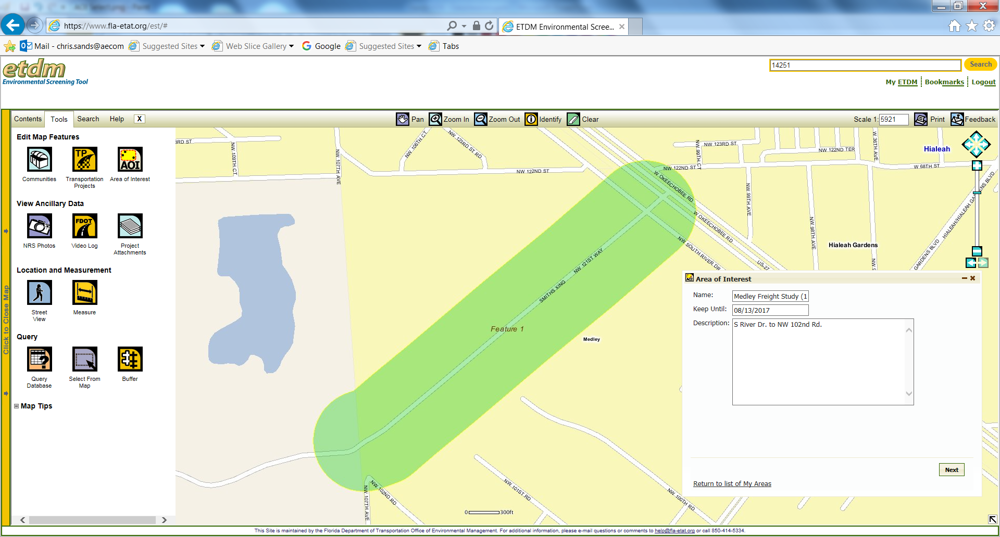 https://www.fla-etat.org/est/#
ETDM Environmental Scree...
Mail - chris.sands@aecom
Suggested Sites
Web Slice Gallery
Google
Suggested Sites
Tabs
etdm
Environmental Screening Tool
14251
Search
My ETDM
Bookmarks
Logout
Contents
Tools
Search
Help
X
Pan
Zoom In
Zoom Out
Identify
Clear
Scale 1:
5921
Print
Feedback
Edit Map Features
TP
AOI
Communities
Transportation
Projects
Area of Interest
View Ancillary Data
FDOT
NRS Photos
Video Log
Project
Attachments
Location and Measurement
Street
View
Measure
Query
Query
Database
Select From
Map
Buffer
Map Tips
Click to Close Map
3RD ST
NW 109TH CT
NW 107TH AVE
NW 106TH CT
NW 123RD ST RD
NW 122ND ST
NW 99TH CT
NW 123RD ST
NW 122ND TER
W 36TH AVE
Hialeah
NW 122ND ST
W 68TH ST
W OKEECHOBEE RD
NW 99TH AVE
W OKEECHOBEE RD
NW 98TH AVE
HIALEAH/HIALEAH GARDENS BLVD
Hialeah Gardens
GARDENS BLVD
NW SOUTH RIVER DR
US-27
NW 121ST WAY
SMITHS XING
Feature 1
Medley
NW 102ND RD
NW 107TH AVE
NW 101ST RD
NW 100TH RD
0
300ft
AOI
Area of Interest
Name:
Medley Freight Study (1
Keep Until:
08/13/2017
Description:
S River Dr. to NW 102nd Rd.
Next
Return to list of My Areas
This Site is maintained by the Florida Department of Transportation Office of Environmental Management. For additional information, please e-mail questions or comments to help@fla-etat.org or call 850-414-5334.